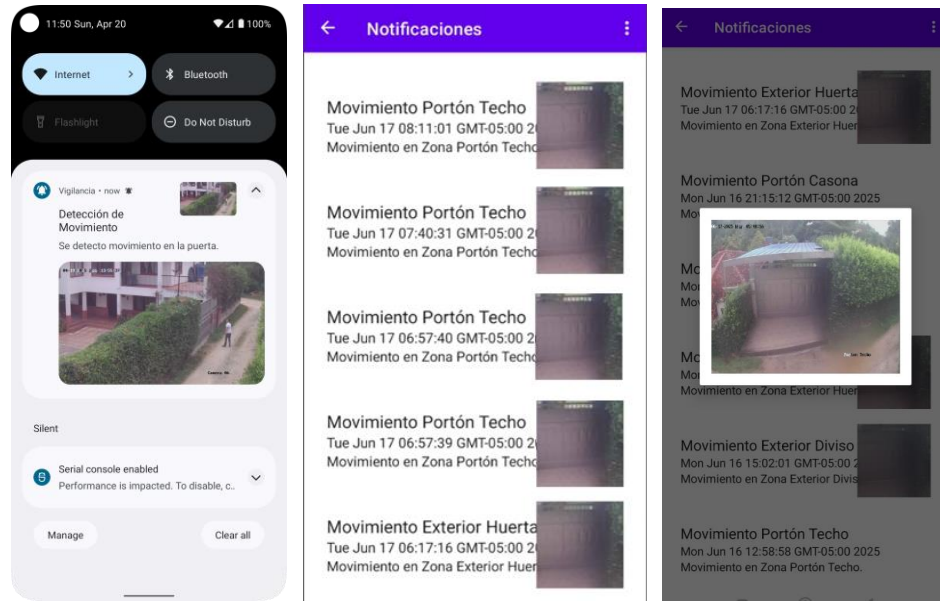 11:50 Sun, Apr 20
100%
Internet
Bluetooth
Flashlight
Do Not Disturb
Vigilancia • now
Detección de
Movimiento
Se detecto movimiento en la puerta.
Silent
Serial console enabled
Performance is impacted. To disable, c..
Manage
Clear all
Notificaciones
Movimiento Portón Techo
Tue Jun 17 08:11:01 GMT-05:00 2
Movimiento en Zona Portón Techo
Movimiento Portón Techo
Tue Jun 17 07:40:31 GMT-05:00 2
Movimiento en Zona Portón Techo
Movimiento Portón Techo
Tue Jun 17 06:57:40 GMT-05:00 2
Movimiento en Zona Portón Techo
Movimiento Portón Techo
Tue Jun 17 06:57:39 GMT-05:00 2
Movimiento en Zona Portón Techo
Movimiento Exterior Huerta
Tue Jun 17 06:17:16 GMT-05:00 2
Movimiento en Zona Exterior Huer
Notificaciones
Movimiento Exterior Huerta
Tue Jun 17 06:17:16 GMT-05:00 2
Movimiento en Zona Exterior Huer
Movimiento Portón Casona
Mon Jun 16 21:15:12 GMT-05:00 2025
Mo
Mo
Mo
Mo
Movimiento en Zona Exterior Huer
Movimiento Exterior Diviso
Mon Jun 16 15:02:01 GMT-05:00 2
Movimiento en Zona Exterior Divis
Movimiento Portón Techo
Mon Jun 16 12:58:58 GMT-05:00 2025
Movimiento en Zona Portón Techo.